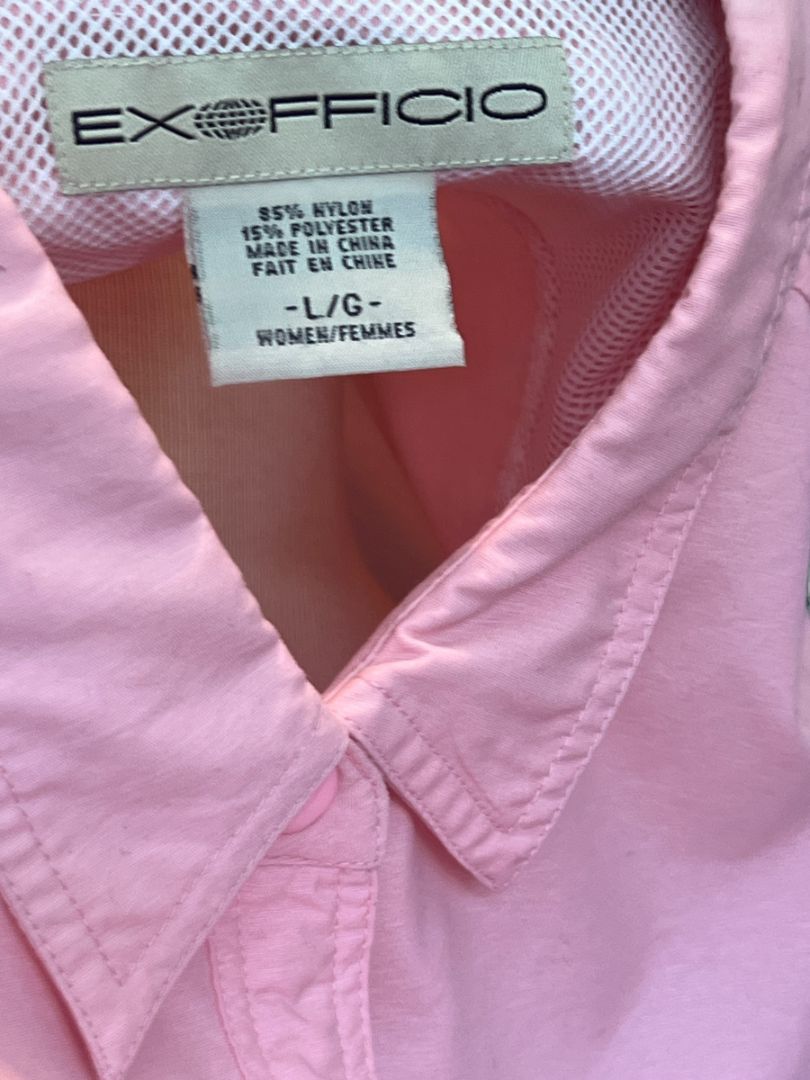 EXOFFICIO
85% NYLON
15% POLYESTER
MADE IN CHINA
FAIT EN CHINE
-L/G-
WOMEN/FEMMES